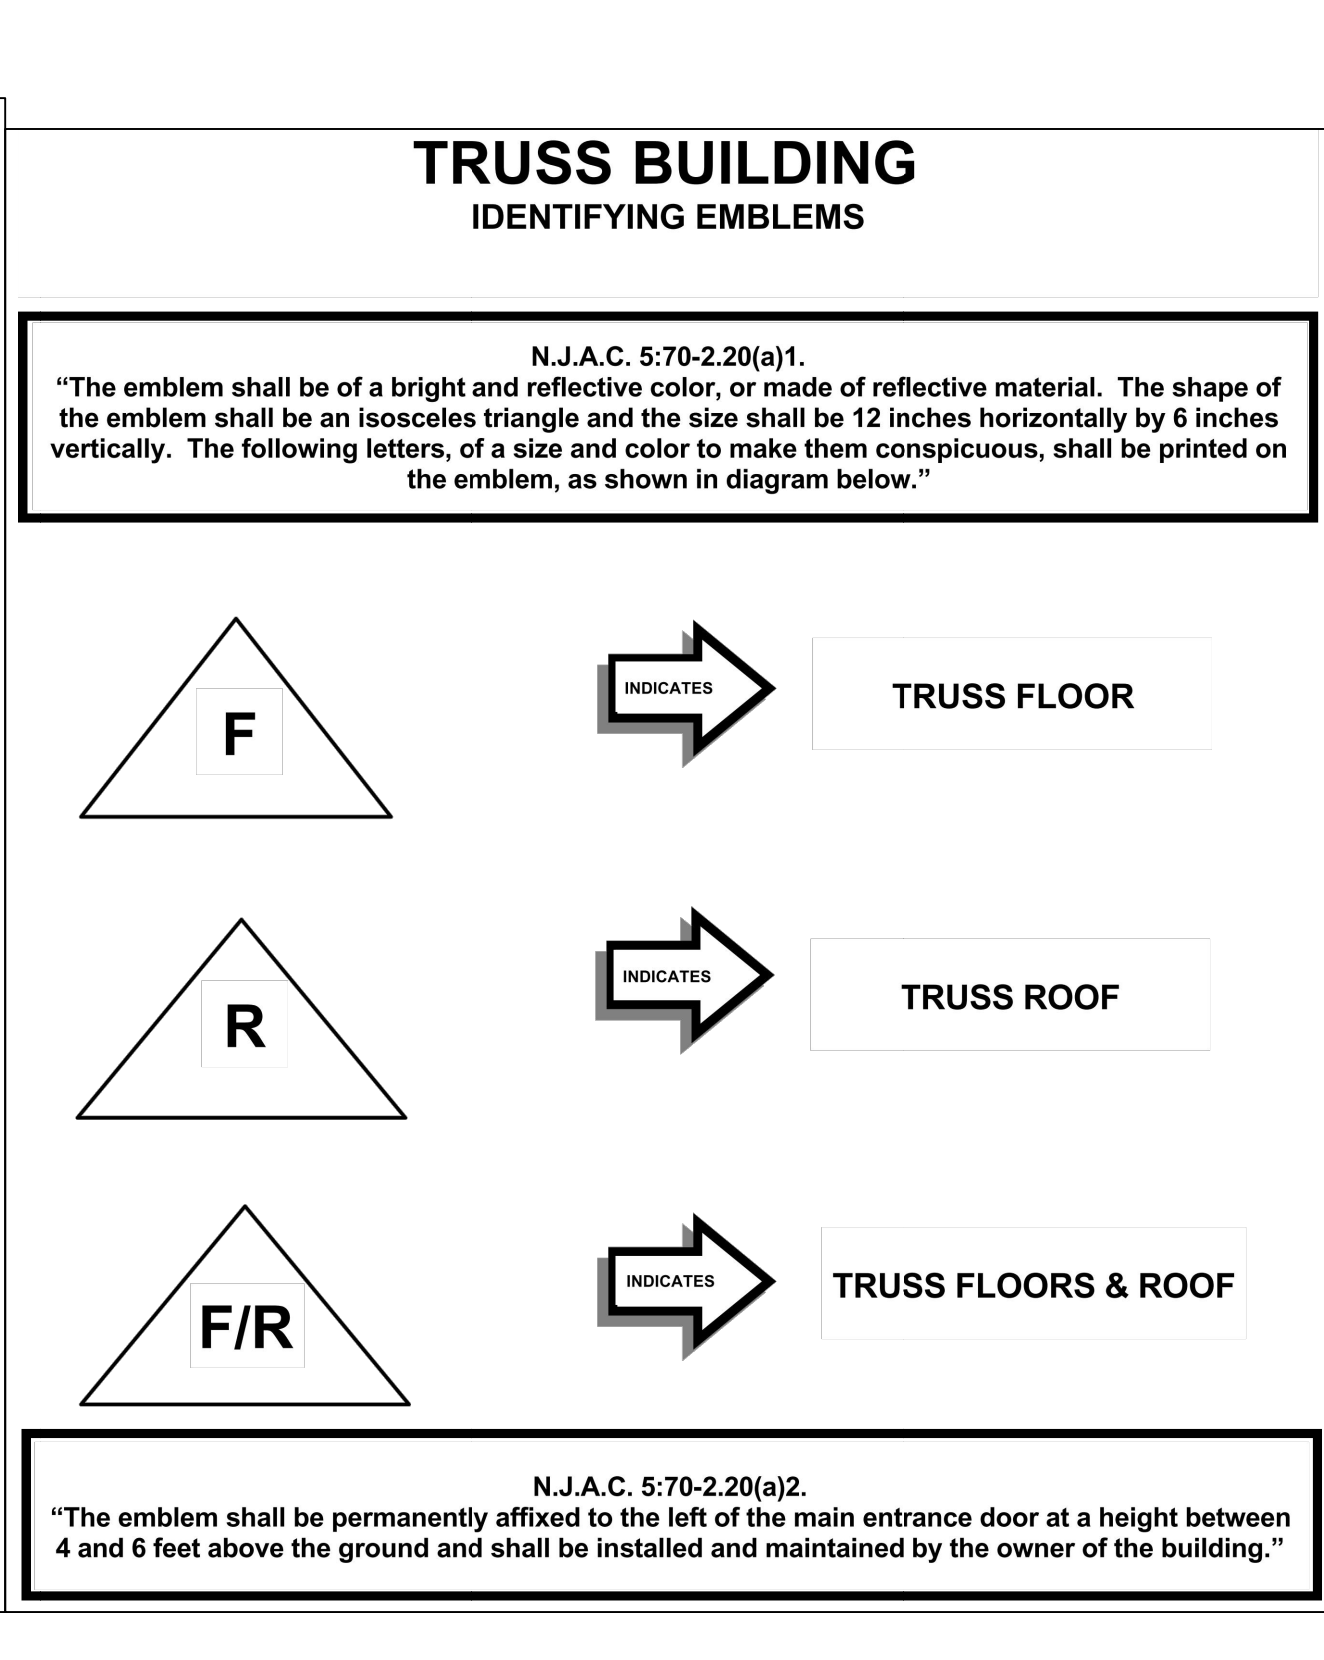 TRUSS BUILDING
IDENTIFYING EMBLEMS
N.J.A.C. 5:70-2.20(a)1.
“The emblem shall be of a bright and reflective color, or made of reflective material.  The shape of
the emblem shall be an isosceles triangle and the size shall be 12 inches horizontally by 6 inches
vertically.  The following letters, of a size and color to make them conspicuous, shall be printed on
the emblem, as shown in diagram below.”
F
INDICATES
TRUSS FLOOR
R
INDICATES
TRUSS ROOF
F/R
INDICATES
TRUSS FLOORS & ROOF
N.J.A.C. 5:70-2.20(a)2.
“The emblem shall be permanently affixed to the left of the main entrance door at a height between
4 and 6 feet above the ground and shall be installed and maintained by the owner of the building.”